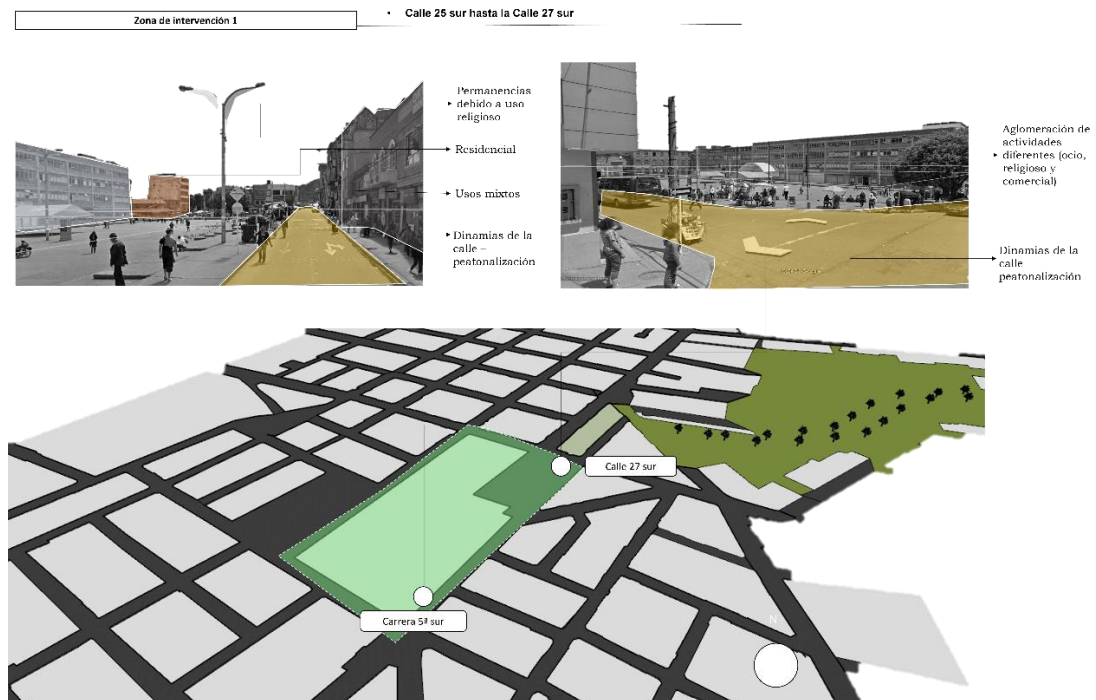 Zona de intervención 1
• Calle 25 sur hasta la Calle 27 sur
Permanencias
debido a uso
religioso
Residencial
Usos mixtos
Dinamias de la
calle –
peatonalización
Aglomeración de
actividades
diferentes (ocio,
religioso y
comercial)
Dinamias de la
calle
peatonalización
Calle 27 sur
Carrera 5ª sur
N